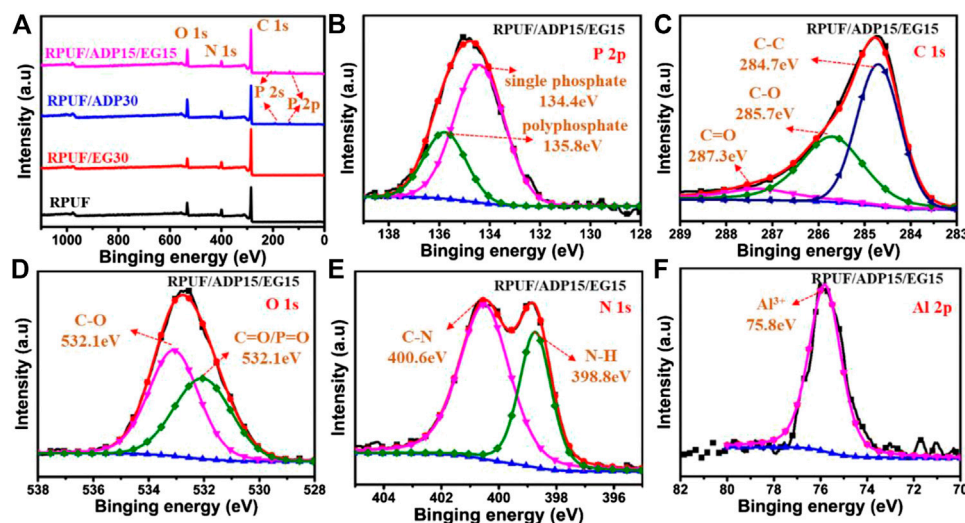 A
RPUF/ADP15/EG15
O 1s
N 1s
C 1s
P 2s
P 2p
RPUF/ADP30
RPUF/EG30
RPUF
Intensity (a.u)
1000 800 600 400 200 0
Binging energy (eV)
B
RPUF/ADP15/EG15
P 2p
single phosphate
134.4eV
polyphosphate
135.8eV
Intensity (a.u)
138 136 134 132 130 128
Binging energy (eV)
C
RPUF/ADP15/EG15
C 1s
C-C
284.7eV
C-O
285.7eV
C=O
287.3eV
Intensity (a.u)
289 288 287 286 285 284 283
Binging energy (eV)
D
RPUF/ADP15/EG15
O 1s
C-O
532.1eV
C=O/P=O
532.1eV
Intensity (a.u)
538 536 534 532 530 528
Binging energy (eV)
E
RPUF/ADP15/EG15
N 1s
C-N
400.6eV
N-H
398.8eV
Intensity (a.u)
404 402 400 398 396
Binging energy (eV)
F
RPUF/ADP15/EG15
Al 2p
Al³⁺
75.8eV
Intensity (a.u)
82 80 78 76 74 72 70
Binging energy (eV)